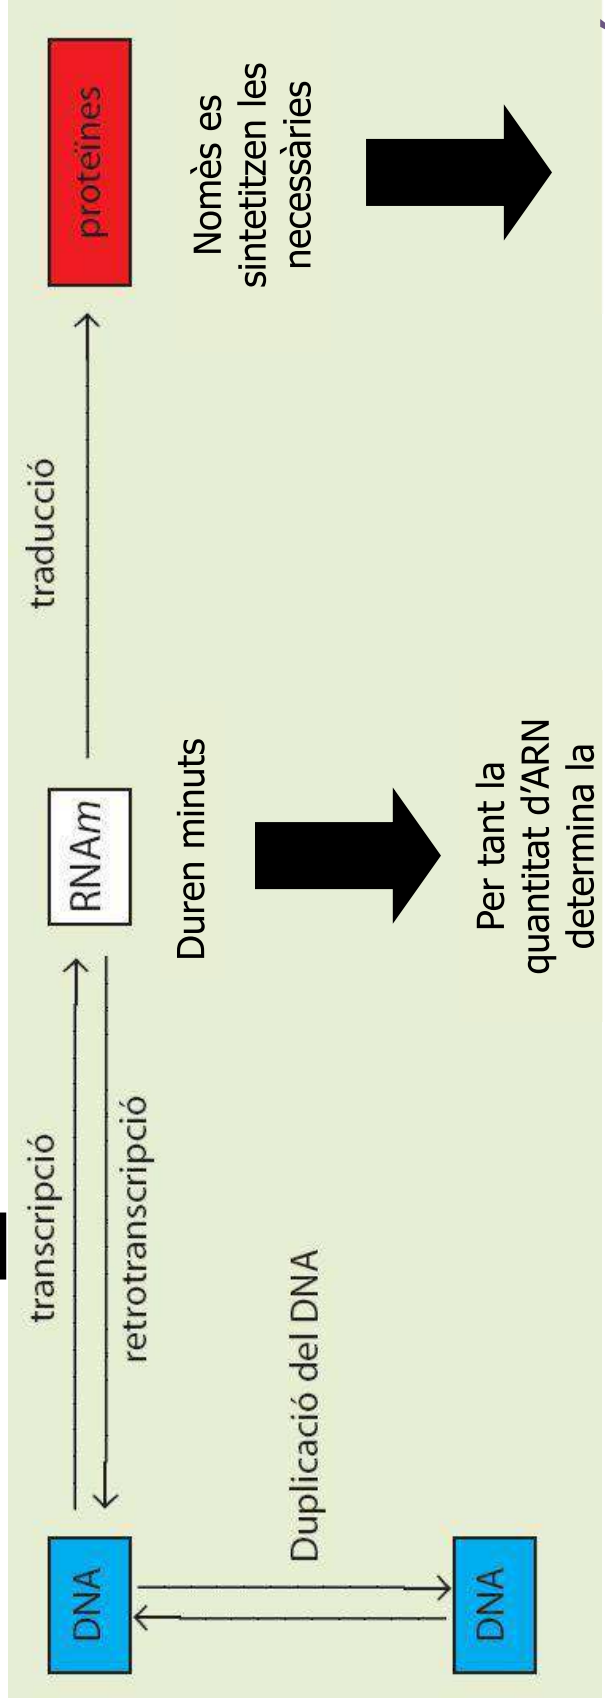 transcripció
traducció
DNA
RNAm
proteïnes
retrotranscripció
Duren minuts
Nomès es
sintetitzen les
necessàries
Duplicació del DNA
DNA
Per tant la
quantitat d'ARN
determina la